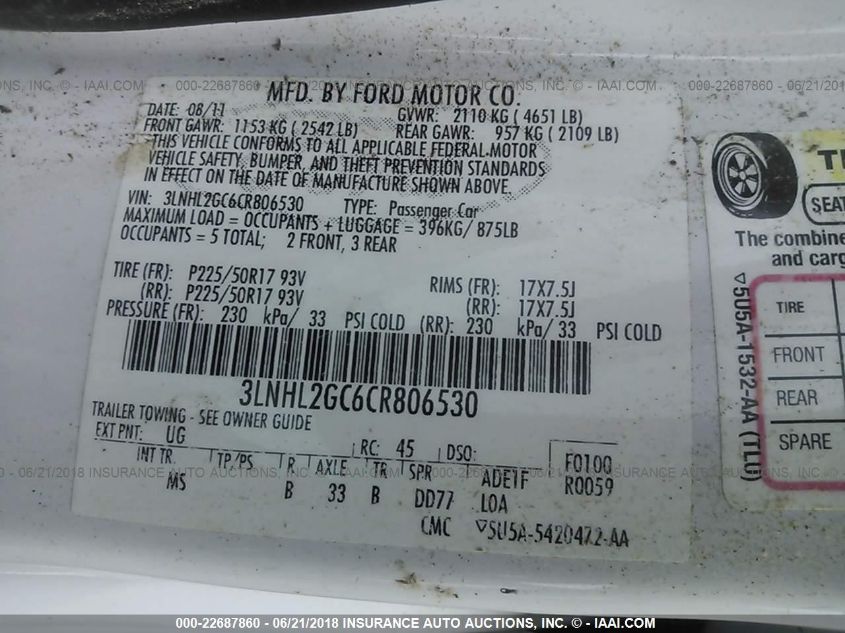 MFD. BY FORD MOTOR CO.
DATE: 08/11 GVWR: 2110 KG ( 4651 LB)
FRONT GAWR: 1153 KG ( 2542 LB) REAR GAWR: 957 KG ( 2109 LB)
THIS VEHICLE CONFORMS TO ALL APPLICABLE FEDERAL MOTOR
VEHICLE SAFETY, BUMPER, AND THEFT PREVENTION STANDARDS
IN EFFECT ON THE DATE OF MANUFACTURE SHOWN ABOVE.
VIN: 3LNHL2GC6CR806530 TYPE: Passenger Car
MAXIMUM LOAD = OCCUPANTS + LUGGAGE = 396KG/ 875LB
OCCUPANTS = 5 TOTAL; 2 FRONT, 3 REAR
TIRE (FR): P225/50R17 93V RIMS (FR): 17X7.5J
(RR): P225/50R17 93V (RR): 17X7.5J
PRESSURE (FR): 230 kPa/ 33 PSI COLD (RR): 230 kPa/ 33 PSI COLD
3LNHL2GC6CR806530
TRAILER TOWING - SEE OWNER GUIDE
EXT PNT: UG RC: 45 DSO: F0100
INT TR. TP/PS R AXLE TR SPR ADE1F R0059
MS B 33 B DD77 LOA
CMC ▽5U5A-5420472-AA
SEAT
The combine
and carg
▽5U5A-1532-AA (TL0)
TIRE
FRONT
REAR
SPARE
000-22687860 - 06/21/2018 INSURANCE AUTO AUCTIONS, INC. - © IAAI.COM